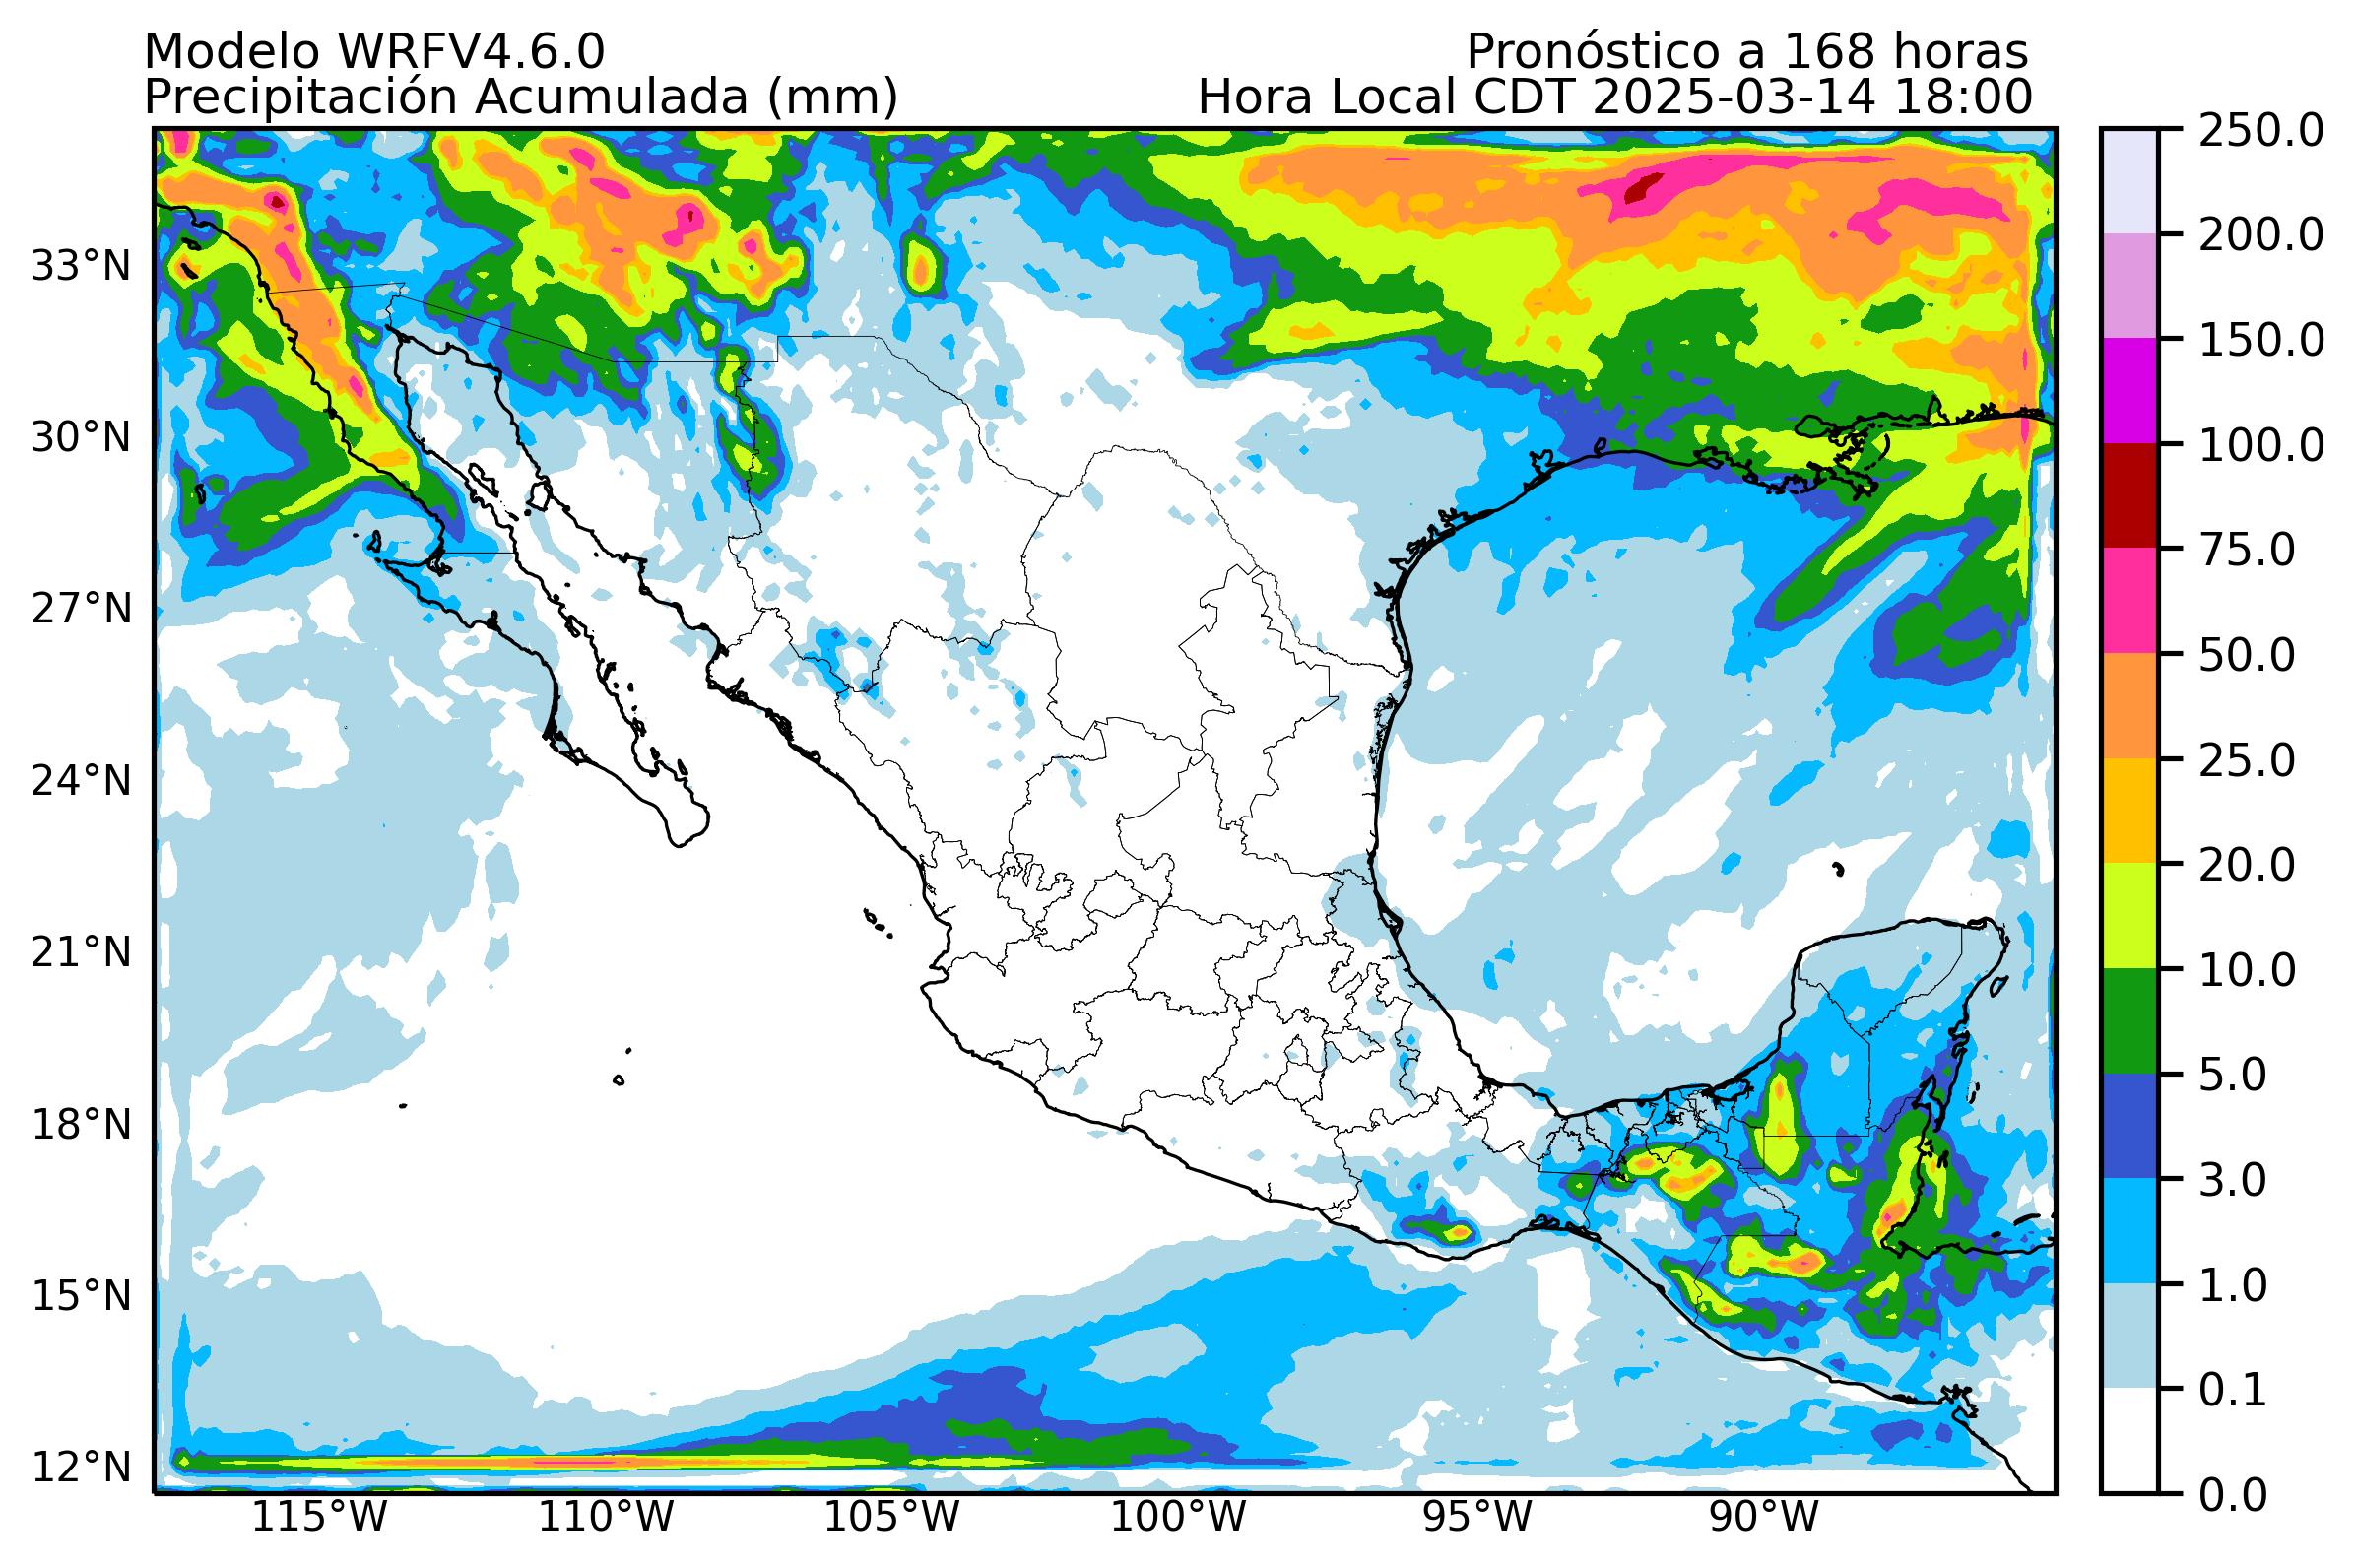 Modelo WRFV4.6.0
Pronóstico a 168 horas
Precipitación Acumulada (mm)
Hora Local CDT 2025-03-14 18:00
33°N
30°N
27°N
24°N
21°N
18°N
15°N
12°N
115°W
110°W
105°W
100°W
95°W
90°W
250.0
200.0
150.0
100.0
75.0
50.0
25.0
20.0
10.0
5.0
3.0
1.0
0.1
0.0